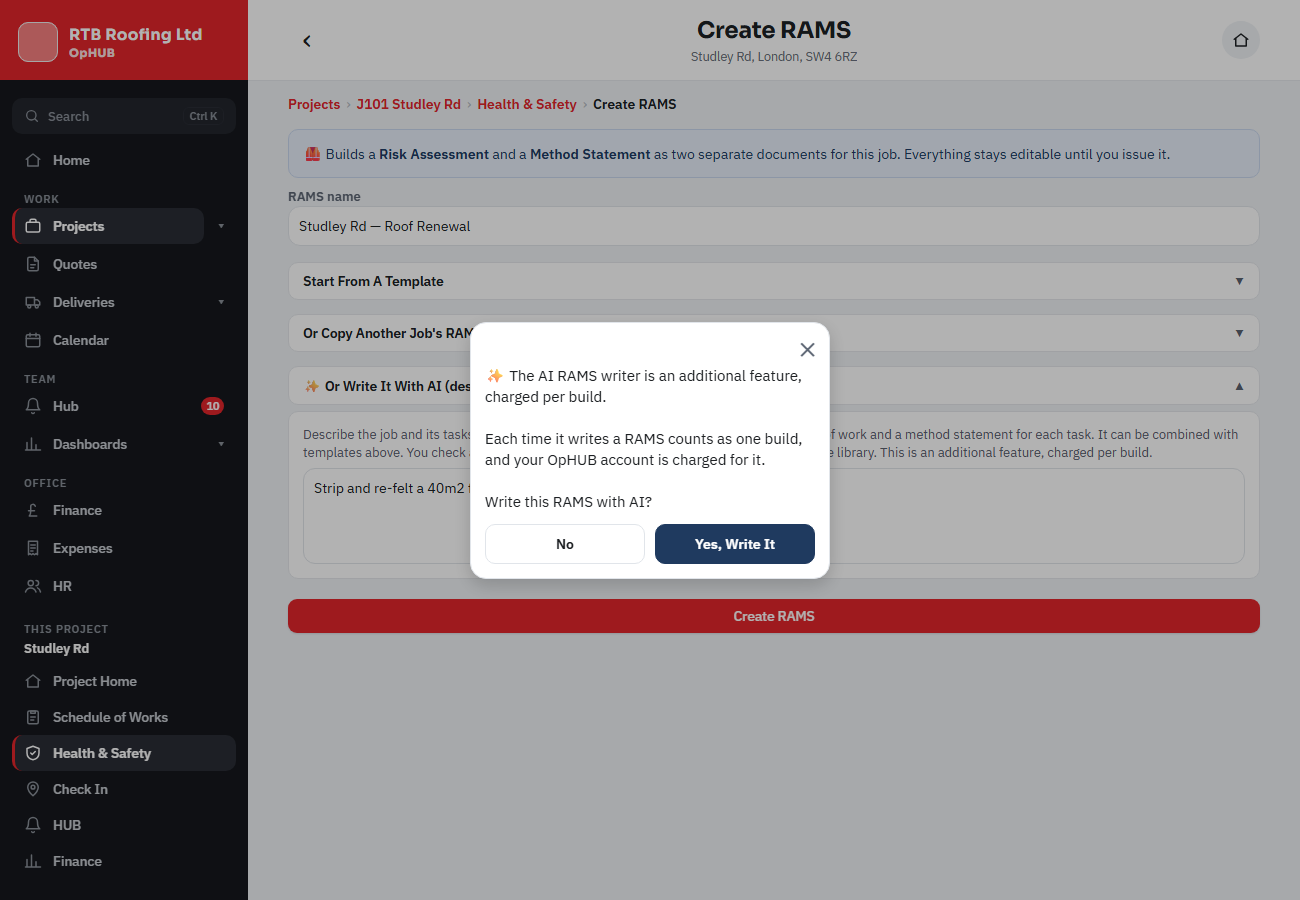 RTB Roofing Ltd
OpHUB
Search
Ctrl K
Home
WORK
Projects
Quotes
Deliveries
Calendar
TEAM
Hub
10
Dashboards
OFFICE
Finance
Expenses
HR
THIS PROJECT
Studley Rd
Project Home
Schedule of Works
Health & Safety
Check In
HUB
Finance
Create RAMS
Studley Rd, London, SW4 6RZ
Projects › J101 Studley Rd › Health & Safety › Create RAMS
Builds a Risk Assessment and a Method Statement as two separate documents for this job. Everything stays editable until you issue it.
RAMS name
Studley Rd — Roof Renewal
Start From A Template
Or Copy Another Job's RAM
Or Write It With AI (des
Describe the job and its tasks
f work and a method statement for each task. It can be combined with
templates above. You check
library. This is an additional feature, charged per build.
Strip and re-felt a 40m2
Create RAMS
✨ The AI RAMS writer is an additional feature,
charged per build.
Each time it writes a RAMS counts as one build,
and your OpHUB account is charged for it.
Write this RAMS with AI?
No
Yes, Write It